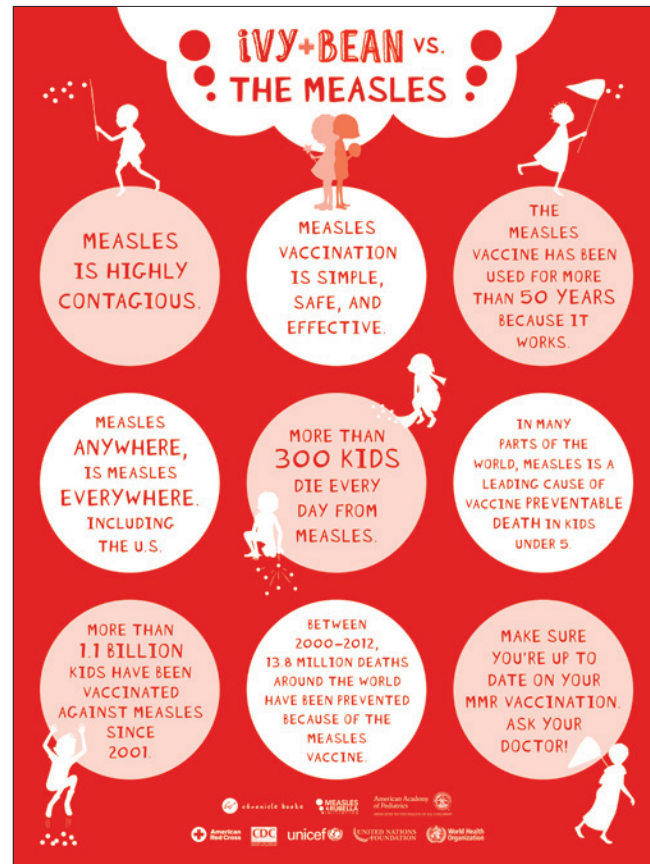 iVY+BEAN VS.
THE MEASLES
MEASLES
IS HIGHLY
CONTAGIOUS.
MEASLES
VACCINATION
IS SIMPLE,
SAFE, AND
EFFECTIVE.
THE
MEASLES
VACCINE HAS BEEN
USED FOR MORE
THAN 50 YEARS
BECAUSE IT
WORKS.
MEASLES
ANYWHERE,
IS MEASLES
EVERYWHERE.
INCLUDING
THE U.S.
MORE THAN
300 KIDS
DIE EVERY
DAY FROM
MEASLES.
IN MANY
PARTS OF THE
WORLD, MEASLES IS A
LEADING CAUSE OF
VACCINE PREVENTABLE
DEATH IN KIDS
UNDER 5.
MORE THAN
1.1 BILLION
KIDS HAVE BEEN
VACCINATED
AGAINST MEASLES
SINCE
2001.
BETWEEN
2000-2012,
13.8 MILLION DEATHS
AROUND THE WORLD
HAVE BEEN PREVENTED
BECAUSE OF THE
MEASLES
VACCINE.
MAKE SURE
YOU'RE UP TO
DATE ON YOUR
MMR VACCINATION.
ASK YOUR
DOCTOR!
chronicle books
MEASLES
& RUBELLA
INITIATIVE
American Academy
of Pediatrics
American
Red Cross
CDC
unicef
UNITED NATIONS
FOUNDATION
World Health
Organization